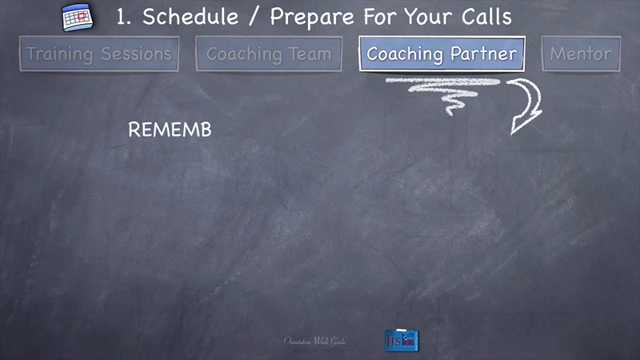 1. Schedule / Prepare For Your Calls
Training Sessions
Coaching Team
Coaching Partner
Mentor
REMEMB